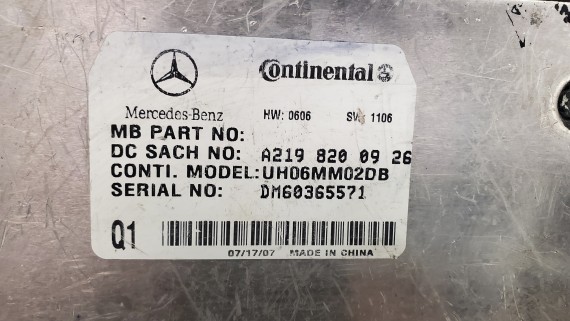 Continental
Mercedes-Benz HW: 0606 SW: 1106
MB PART NO:
DC SACH NO: A219 820 09 26
CONTI. MODEL: UH06MM02DB
SERIAL NO: DM60365571
Q1
07/17/07 MADE IN CHINA